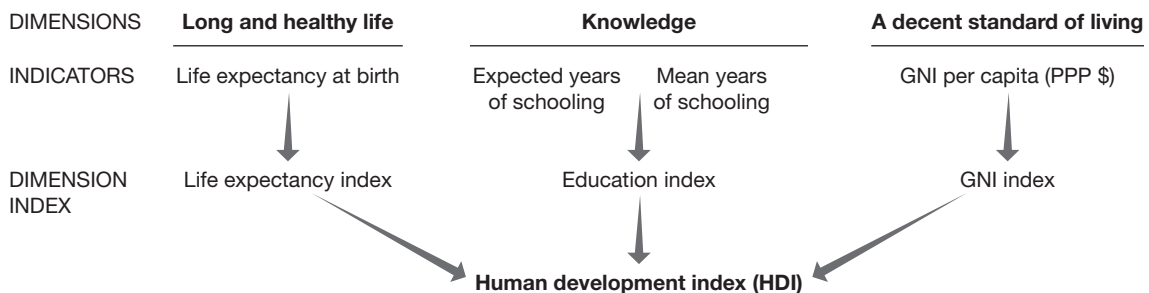 DIMENSIONS Long and healthy life Knowledge A decent standard of living
INDICATORS Life expectancy at birth Expected years of schooling Mean years of schooling GNI per capita (PPP $)
DIMENSION INDEX Life expectancy index Education index GNI index
Human development index (HDI)